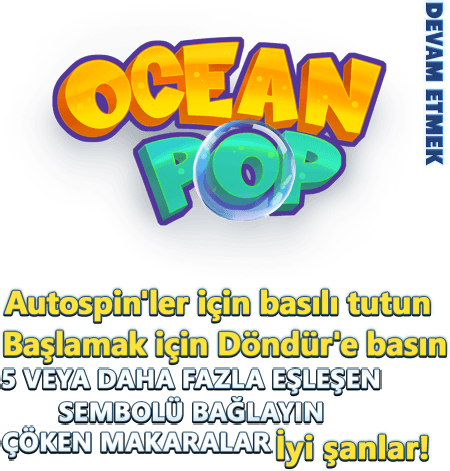 OCEAN
POP
DEVAM ETMEK
Autospin'ler için basılı tutun
Başlamak için Döndür'e basın
5 VEYA DAHA FAZLA EŞLEŞEN
SEMBOLÜ BAĞLAYIN
ÇÖKEN MAKARALAR
İyi şanlar!